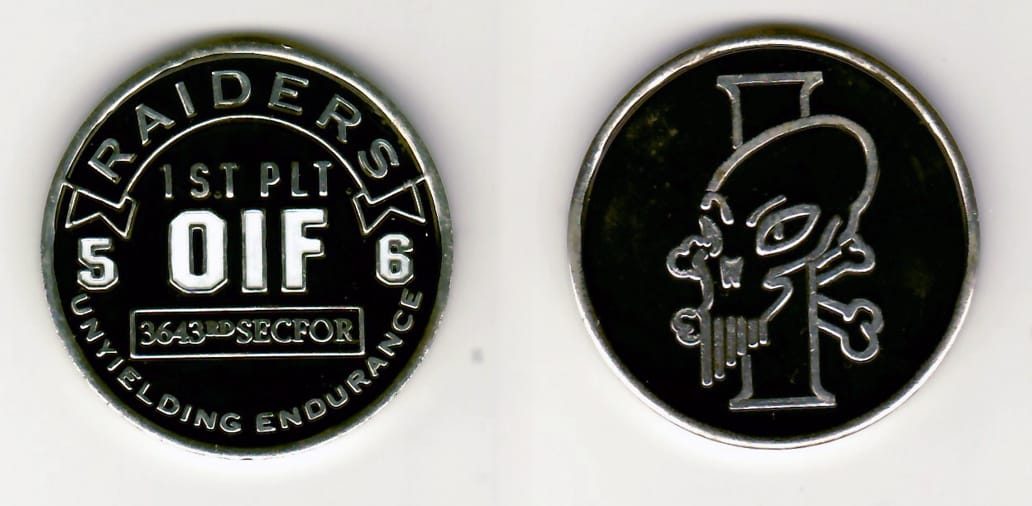 RAIDERS
1ST PLT
5 OIF 6
3643RD SECFOR
UNYIELDING ENDURANCE